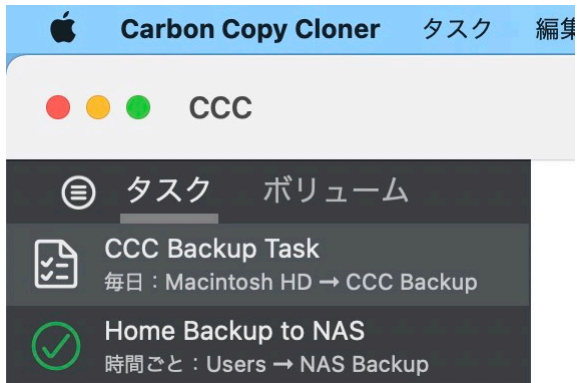 Carbon Copy Cloner タスク 編集
CCC
タスク ボリューム
CCC Backup Task
毎日：Macintosh HD → CCC Backup
Home Backup to NAS
時間ごと：Users → NAS Backup